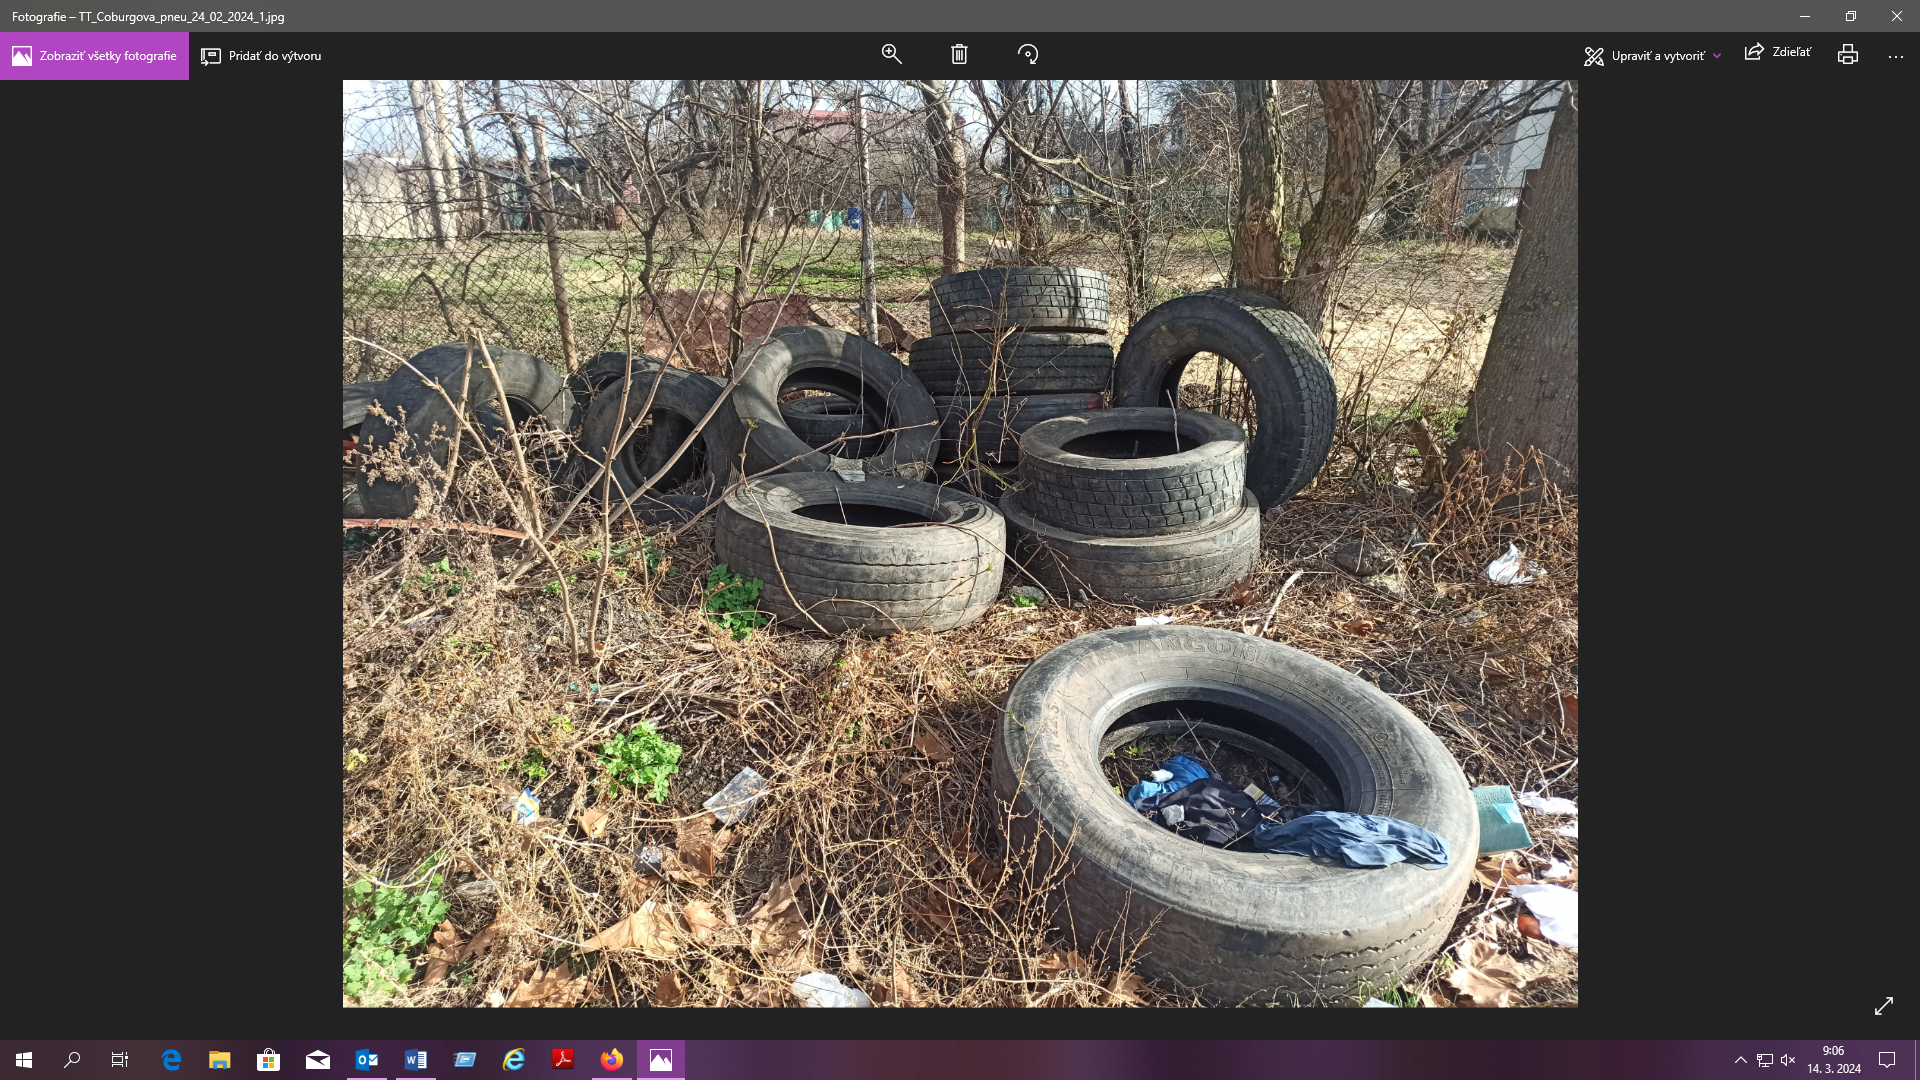 Fotografie – TT_Coburgova_pneu_24_02_2024_1.jpg
Zobraziť všetky fotografie
Pridať do výtvoru
Upraviť a vytvoriť
Zdieľať
9:06
14. 3. 2024